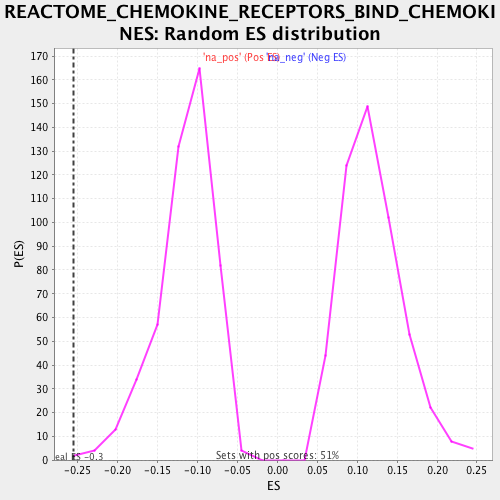 REACTOME_CHEMOKINE_RECEPTORS_BIND_CHEMOKI
NES: Random ES distribution
'na_pos' (Pos ES)
(Neg ES)
170
160
150
140
130
120
110
100
90
80
70
60
50
40
30
20
10
0
P(ES)
eal ES -0.3
Sets with pos scores: 51%
-0.25 -0.20 -0.15 -0.10 -0.05 0.00 0.05 0.10 0.15 0.20 0.25
ES